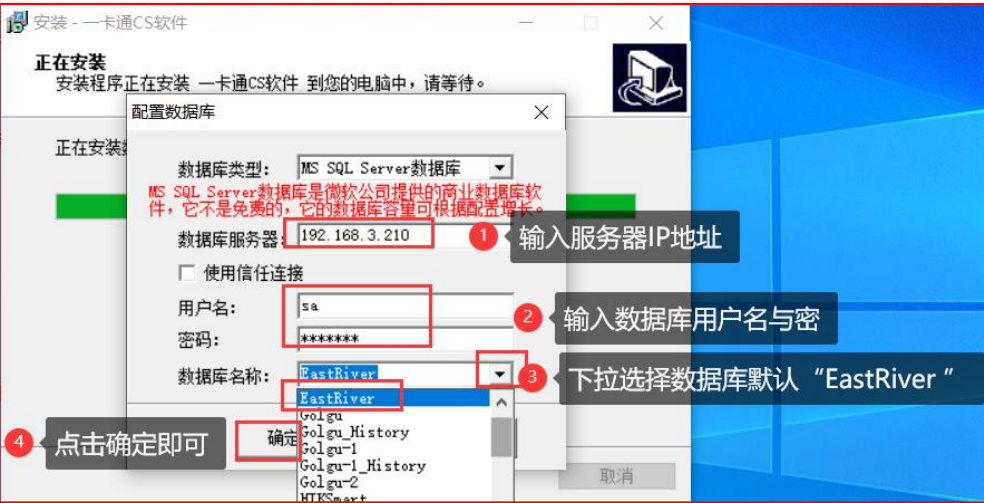 安装 - 一卡通CS软件
正在安装
安装程序正在安装 一卡通CS软件 到您的电脑中，请等待。
配置数据库
正在安装
数据库类型：
MS SQL Server数据库
MS SQL Server数据库是微软公司提供的商业数据库软
件，它不是免费的，它的数据库容量可根据配置增长。
数据库服务器：
192.168.3.210
1 输入服务器IP地址
使用信任连接
用户名：
sa
2 输入数据库用户名与密
密码：
*******
数据库名称：
EastRiver
3 下拉选择数据库默认“EastRiver ”
EastRiver
Golgu
Golgu_History
Golgu-1
Golgu-1_History
Golgu-2
HIKSmart
4 点击确定即可
确定
取消